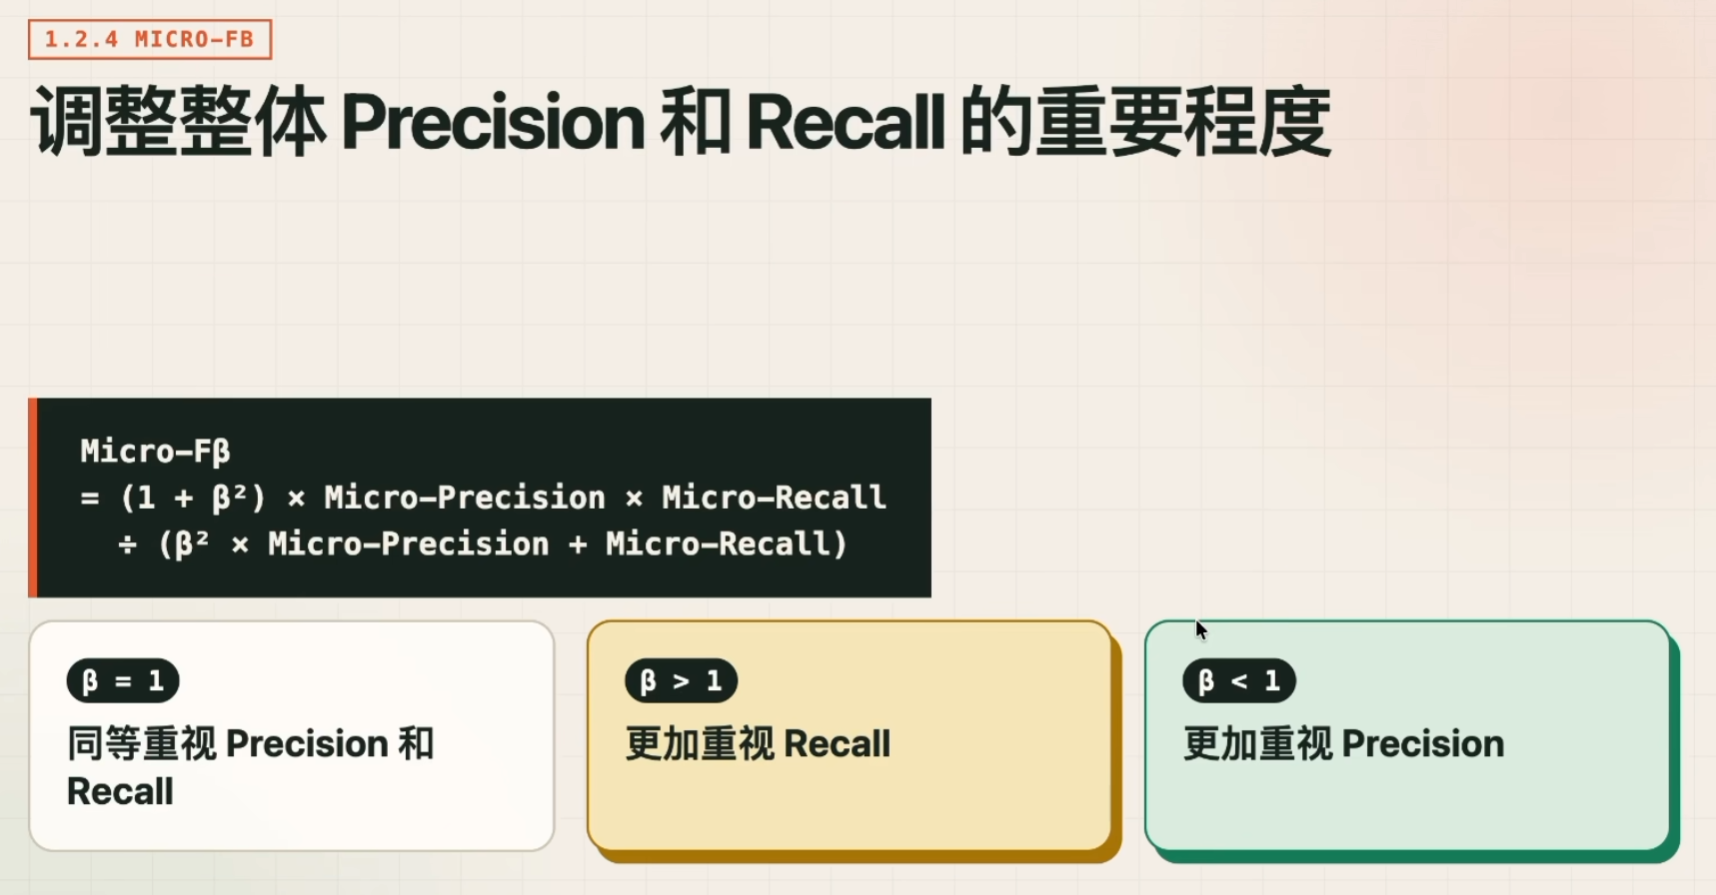 1.2.4 MICRO-FB
调整整体 Precision 和 Recall 的重要程度
Micro-Fβ
= (1 + β²) × Micro-Precision × Micro-Recall
÷ (β² × Micro-Precision + Micro-Recall)
β = 1
同等重视 Precision 和
Recall
β > 1
更加重视 Recall
β < 1
更加重视 Precision